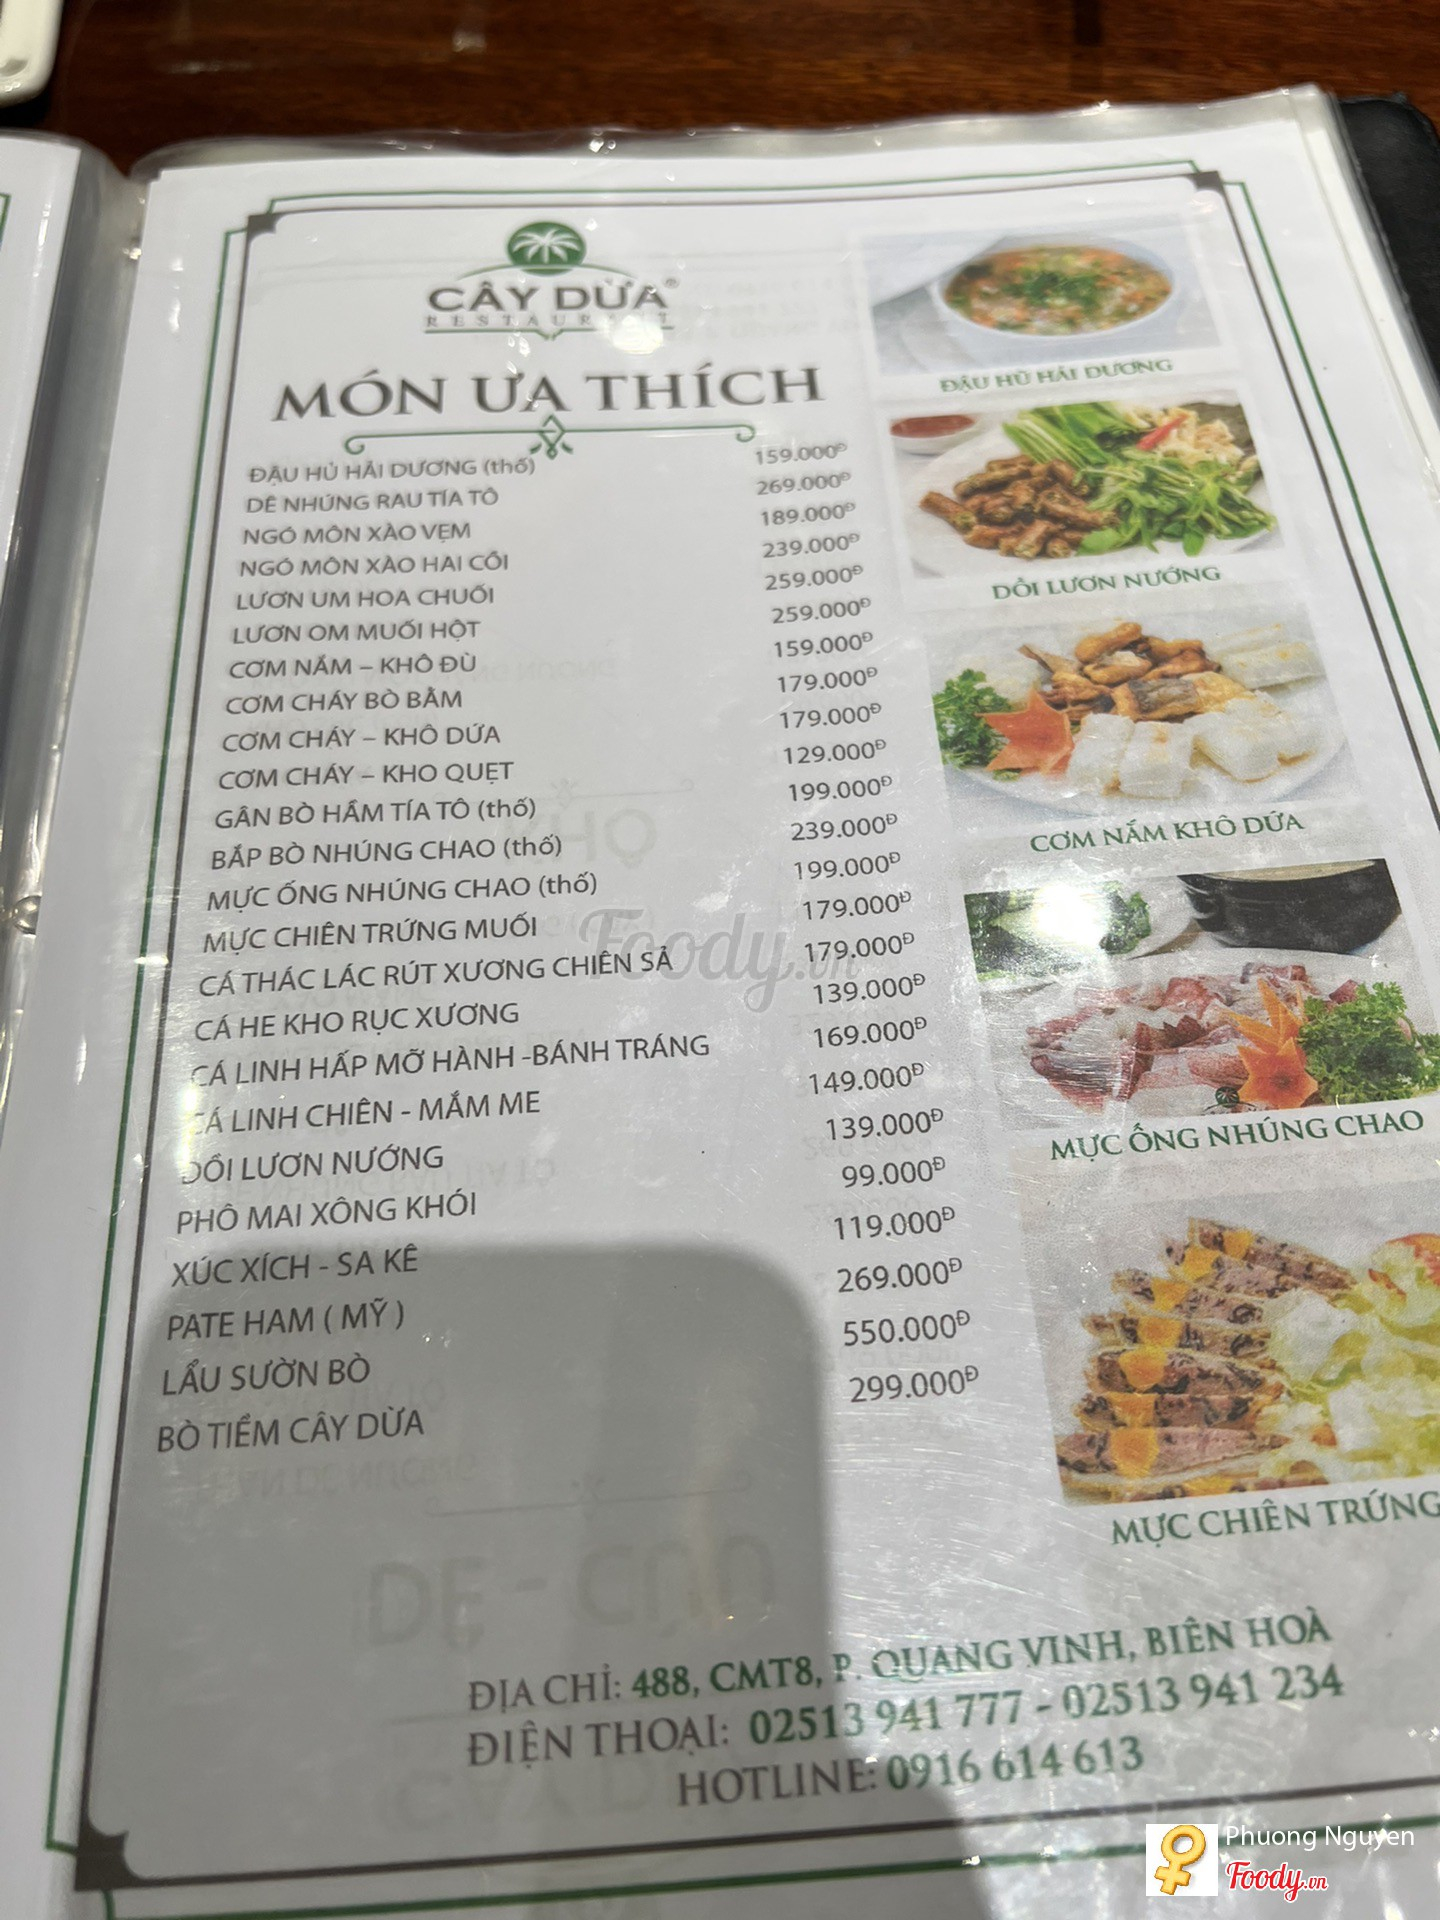 CÂY DỪA®
RESTAURANT
MÓN ƯA THÍCH
ĐẬU HỦ HẢI DƯƠNG (thố) 159.000Đ
DÊ NHÚNG RAU TÍA TÔ 269.000Đ
NGÓ MÔN XÀO VẸM 189.000Đ
NGÓ MÔN XÀO HAI CỒI 239.000Đ
LƯƠN UM HOA CHUỐI 259.000Đ
LƯƠN OM MUỐI HỘT 259.000Đ
CƠM NẮM – KHÔ ĐÙ 159.000Đ
CƠM CHÁY BÒ BẰM 179.000Đ
CƠM CHÁY – KHÔ DỨA 179.000Đ
CƠM CHÁY – KHO QUẸT 129.000Đ
GÂN BÒ HẦM TÍA TÔ (thố) 199.000Đ
BẮP BÒ NHÚNG CHAO (thố) 239.000Đ
MỰC ỐNG NHÚNG CHAO (thố) 199.000Đ
MỰC CHIÊN TRỨNG MUỐI 179.000Đ
CÁ THÁC LÁC RÚT XƯƠNG CHIÊN SẢ 179.000Đ
CÁ HE KHO RỤC XƯƠNG 139.000Đ
CÁ LINH HẤP MỠ HÀNH -BÁNH TRÁNG 169.000Đ
CÁ LINH CHIÊN - MẮM ME 149.000Đ
DỒI LƯƠN NƯỚNG 139.000Đ
PHÔ MAI XÔNG KHÓI 99.000Đ
XÚC XÍCH - SA KÊ 119.000Đ
PATE HAM ( MỸ ) 269.000Đ
LẨU SƯỜN BÒ 550.000Đ
BÒ TIỀM CÂY DỪA 299.000Đ
ĐẬU HŨ HẢI DƯƠNG
DỒI LƯƠN NƯỚNG
CƠM NẮM KHÔ DỨA
MỰC ỐNG NHÚNG CHAO
MỰC CHIÊN TRỨNG
ĐỊA CHỈ: 488, CMT8, P. QUANG VINH, BIÊN HOÀ
ĐIỆN THOẠI: 02513 941 777 - 02513 941 234
HOTLINE: 0916 614 613
Foody.vn
Phuong Nguyen
Foody.vn